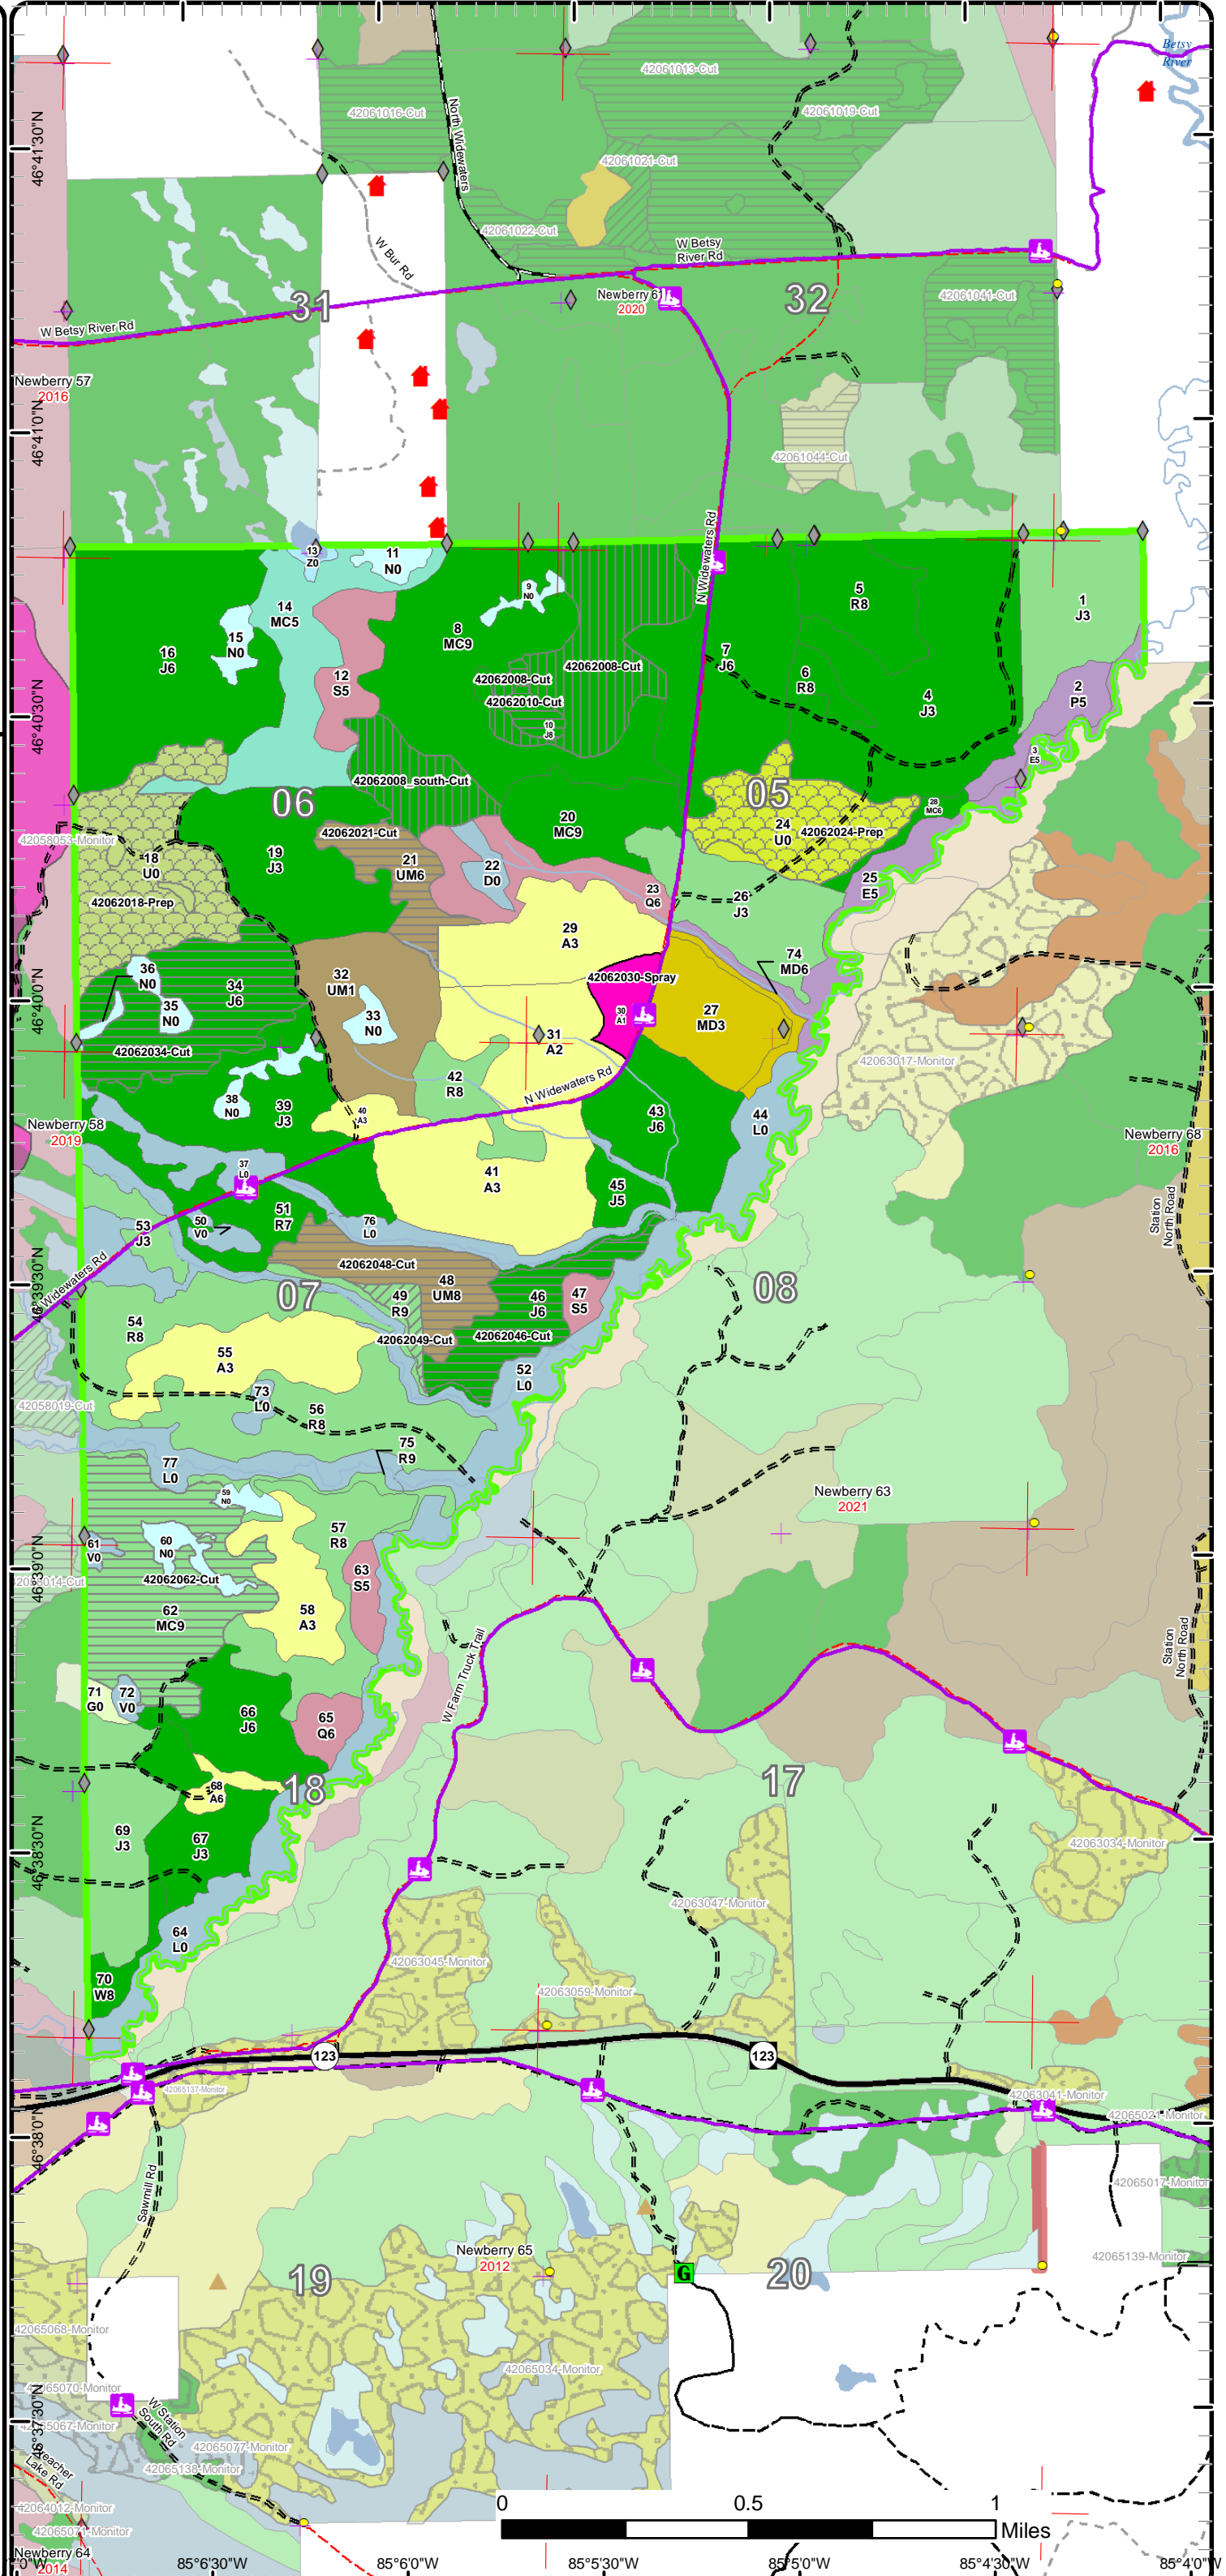 Betsy
River
42061013-Cut
42061016-Cut
42061019-Cut
North Widewaters
46°41'30"N
42061021-Cut
42061022-Cut
W Bur Rd
W Betsy
River Rd
31
32
Newberry 61
2020
42061041-Cut
W Betsy River Rd
Newberry 57
2016
46°41'0"N
42061044-Cut
N Widewaters Rd
13
Z0
11
N0
9
N0
5
R8
1
J3
14
MC5
15
N0
8
MC9
16
J6
12
S5
42062008-Cut
42062008-Cut
42062010-Cut
10
J8
7
J6
6
R8
4
J3
2
P5
46°40'30"N
3
E5
42062008_south-Cut
06
05
28
MC6
20
MC9
24
U0
42062024-Prep
42058053-Monitor
42062021-Cut
18
U0
19
J3
21
UM6
22
D0
25
E5
42062018-Prep
23
Q6
26
J3
29
A3
74
MD6
36
N0
34
J6
32
UM1
42062030-Spray
46°40'0"N
35
N0
33
N0
30
A1
27
MD3
31
A2
42062034-Cut
42063017-Monitor
42
R8
N Widewaters Rd
38
N0
39
J3
40
A3
43
J6
44
L0
Newberry 58
2019
Newberry 68
2016
37
L0
41
A3
45
J5
51
R7
53
J3
50
V0
76
L0
Station
North Road
42062048-Cut
46°39'30"N
N Widewaters Rd
07
08
48
UM8
49
R9
46
J6
47
S5
54
R8
42062049-Cut
42062046-Cut
55
A3
52
L0
73
L0
42058019-Cut
56
R8
75
R9
77
L0
Newberry 63
2021
59
N0
57
R8
46°39'0"N
61
V0
60
N0
63
S5
42062062-Cut
62
MC9
58
A3
W Farm Truck Trail
Station
North Road
71
G0
72
V0
66
J6
65
Q6
18
17
68
A6
69
J3
67
J3
46°38'30"N
42063034-Monitor
42063047-Monitor
64
L0
42063045-Monitor
70
W8
42063059-Monitor
123
123
42065137-Monitor
42063041-Monitor
42065021-Monitor
46°38'0"N
Sawmill Rd
42065017-Monitor
Newberry 65
2012
42065139-Monitor
19
G
20
42065068-Monitor
42065034-Monitor
42065070-Monitor
W Station
South Rd
42065067-Monitor
42065077-Monitor
46°37'30"N
42065138-Monitor
Lake Rd
42064012-Monitor
42065071-Monitor
0
0.5
1
Miles
Newberry 64
2014
85°6'30"W
85°6'0"W
85°5'30"W
85°5'0"W
85°4'30"W
85°4'0"W